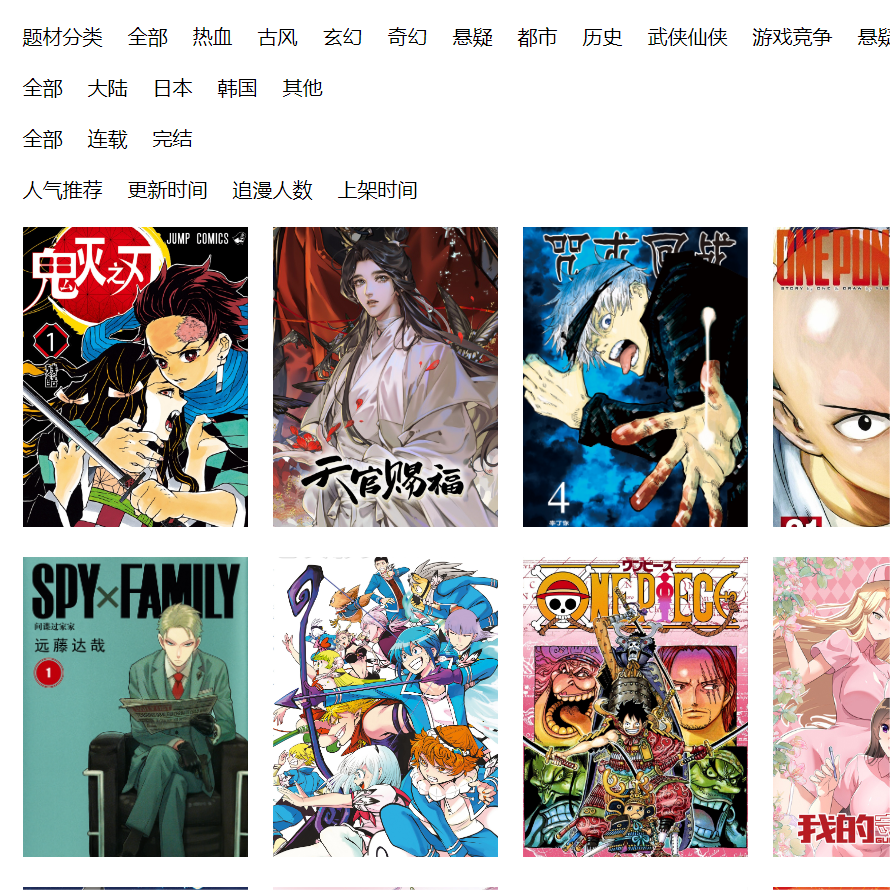 题材分类 全部 热血 古风 玄幻 奇幻 悬疑 都市 历史 武侠仙侠 游戏竞争 悬疑
全部 大陆 日本 韩国 其他
全部 连载 完结
人气推荐 更新时间 追漫人数 上架时间
JUMP COMICS
鬼灭之刃
1
天官赐福
咒术回战
4
ONE PUN
SPY×FAMILY
间谍过家家
远藤达哉
1
ワンピース
ONE PIECE
我的